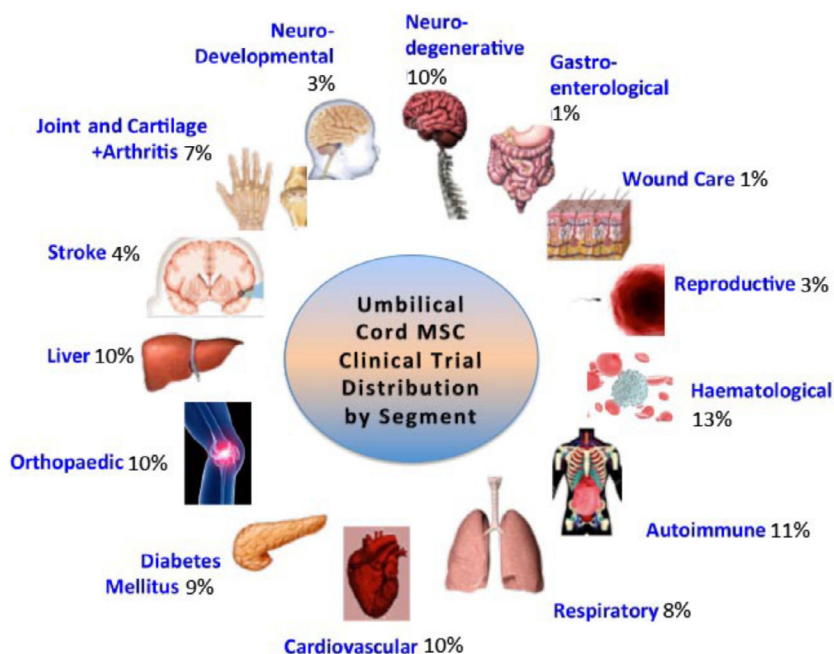 Neuro-
Developmental
3%
Neuro-
degenerative
10%
Gastro-
enterological
1%
Wound Care 1%
Reproductive 3%
Haematological
13%
Autoimmune 11%
Respiratory 8%
Cardiovascular 10%
Diabetes
Mellitus 9%
Orthopaedic 10%
Liver 10%
Stroke 4%
Joint and Cartilage
+Arthritis 7%
Umbilical
Cord MSC
Clinical Trial
Distribution
by Segment